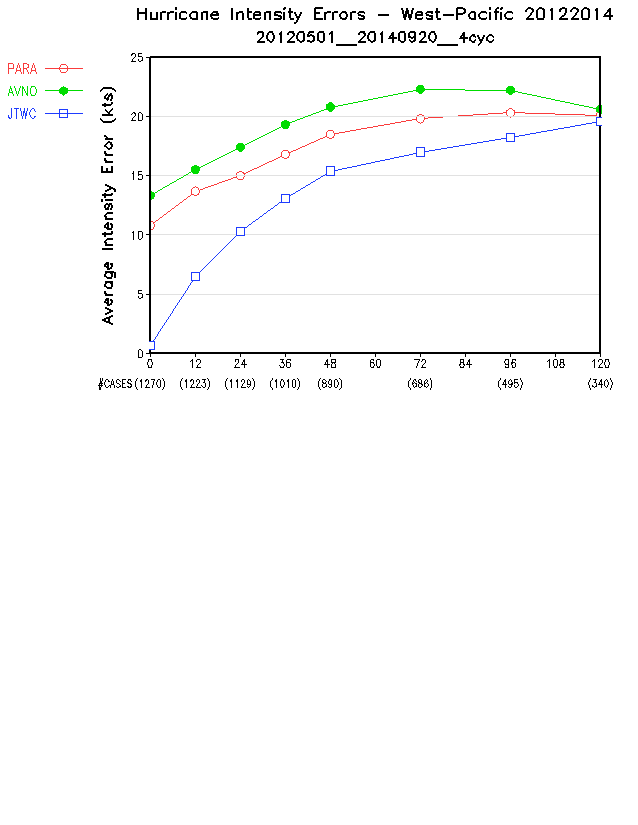 Hurricane Intensity Errors - West-Pacific 20122014
20120501__20140920__4cyc
PARA
AVNO
JTWC
Average Intensity Error (kts)
25
20
15
10
5
0
0 12 24 36 48 60 72 84 96 108 120
#CASES (1270) (1223) (1129) (1010) (890) (686) (495) (340)